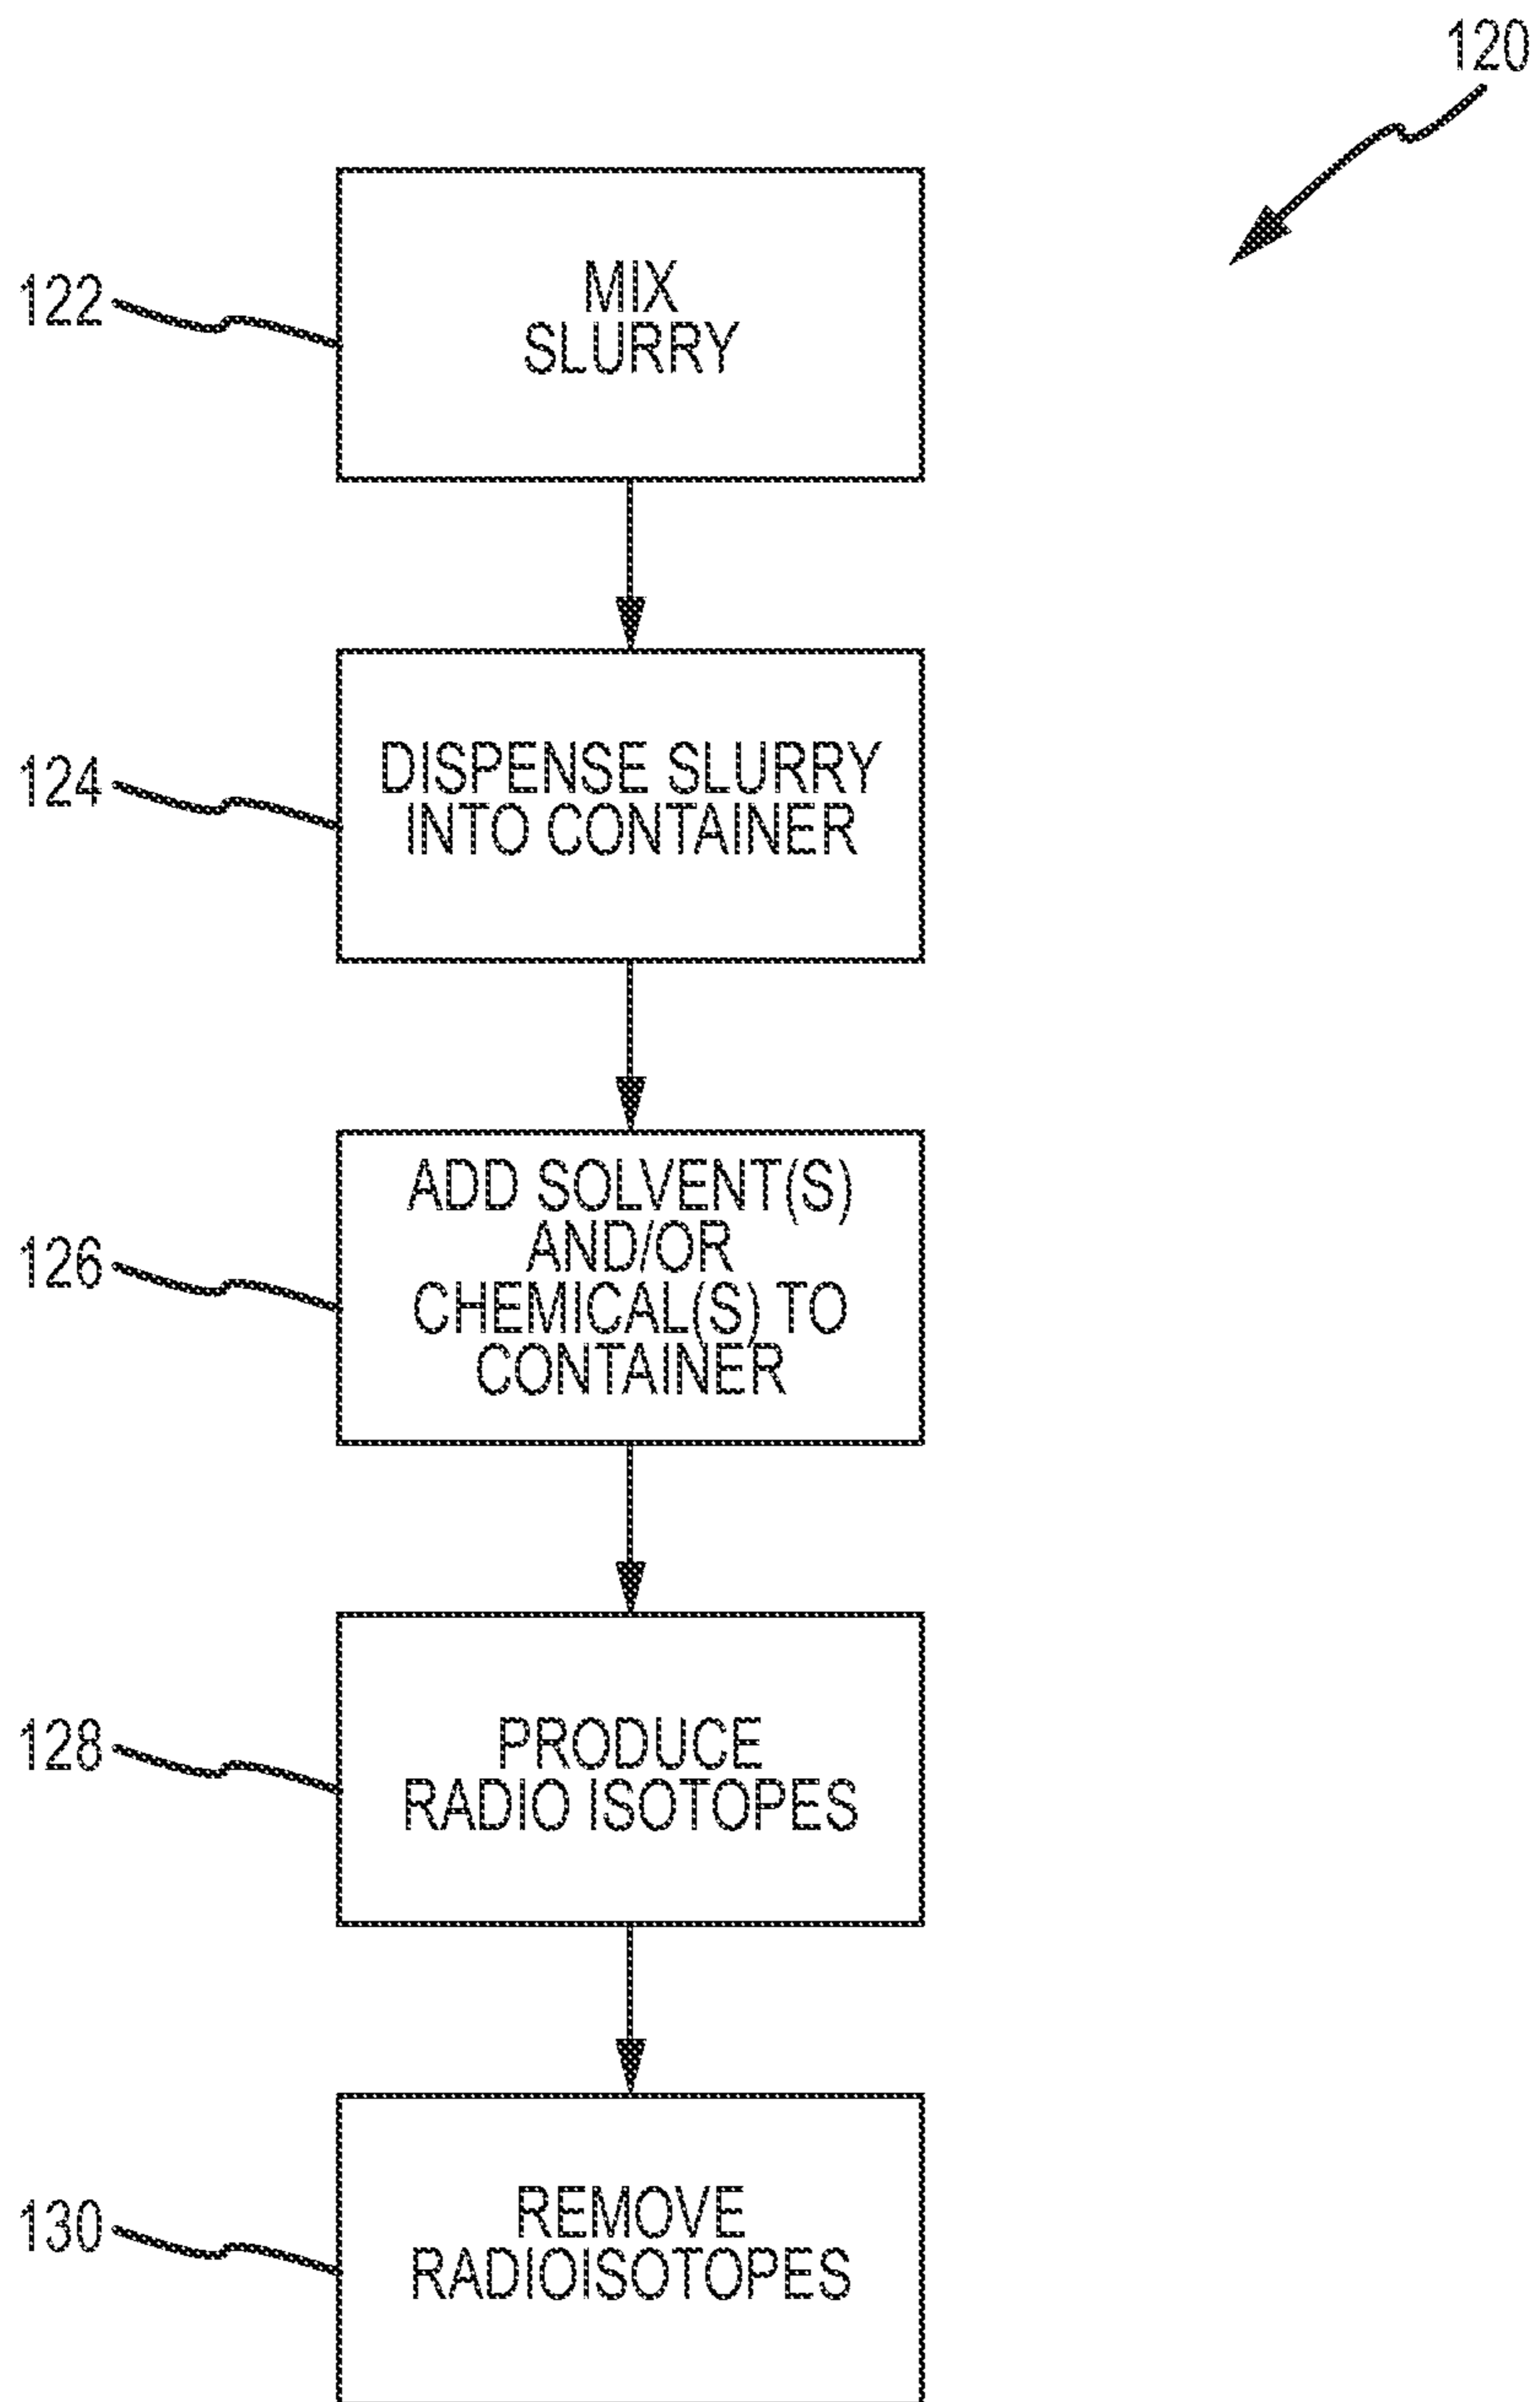 120
122
MIX
SLURRY
124
DISPENSE SLURRY
INTO CONTAINER
126
ADD SOLVENT(S)
AND/OR
CHEMICAL(S) TO
CONTAINER
128
PRODUCE
RADIO ISOTOPES
130
REMOVE
RADIOISOTOPES